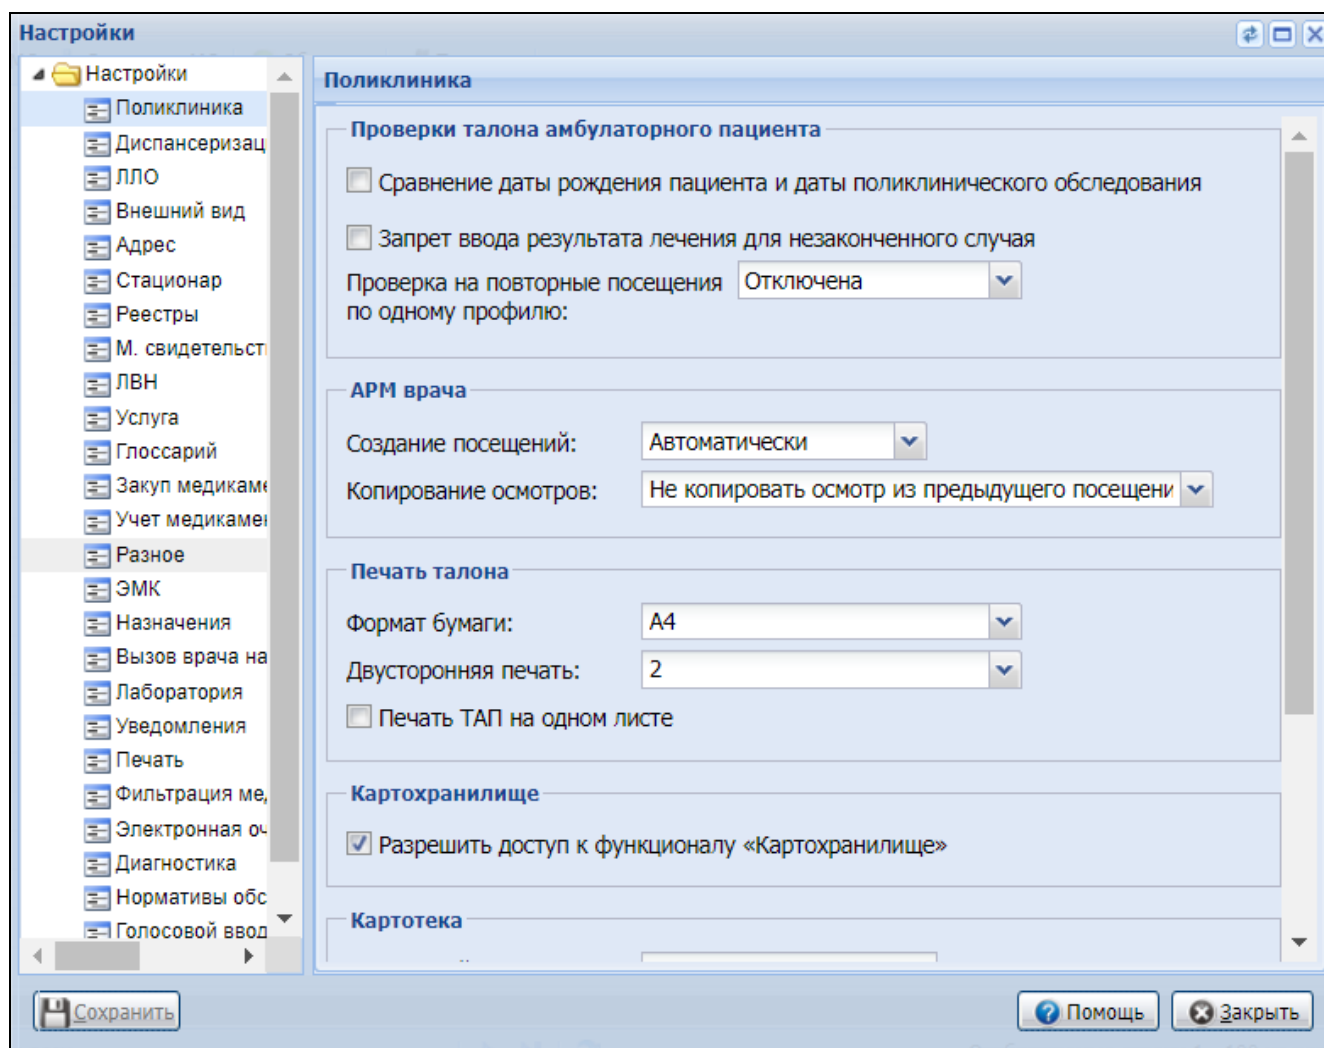 Настройки
Настройки
Поликлиника
Диспансеризац
ЛЛО
Внешний вид
Адрес
Стационар
Реестры
М. свидетельст
ЛВН
Услуга
Глоссарий
Закуп медикаме
Учет медикамен
Разное
ЭМК
Назначения
Вызов врача на
Лаборатория
Уведомления
Печать
Фильтрация ме
Электронная оч
Диагностика
Нормативы обс
Голосовой ввод
Поликлиника
Проверки талона амбулаторного пациента
Сравнение даты рождения пациента и даты поликлинического обследования
Запрет ввода результата лечения для незаконченного случая
Проверка на повторные посещения Отключена
по одному профилю:
АРМ врача
Создание посещений: Автоматически
Копирование осмотров: Не копировать осмотр из предыдущего посещени
Печать талона
Формат бумаги: A4
Двусторонняя печать: 2
Печать ТАП на одном листе
Картохранилище
Разрешить доступ к функционалу «Картохранилище»
Картотека
Сохранить Помощь Закрыть